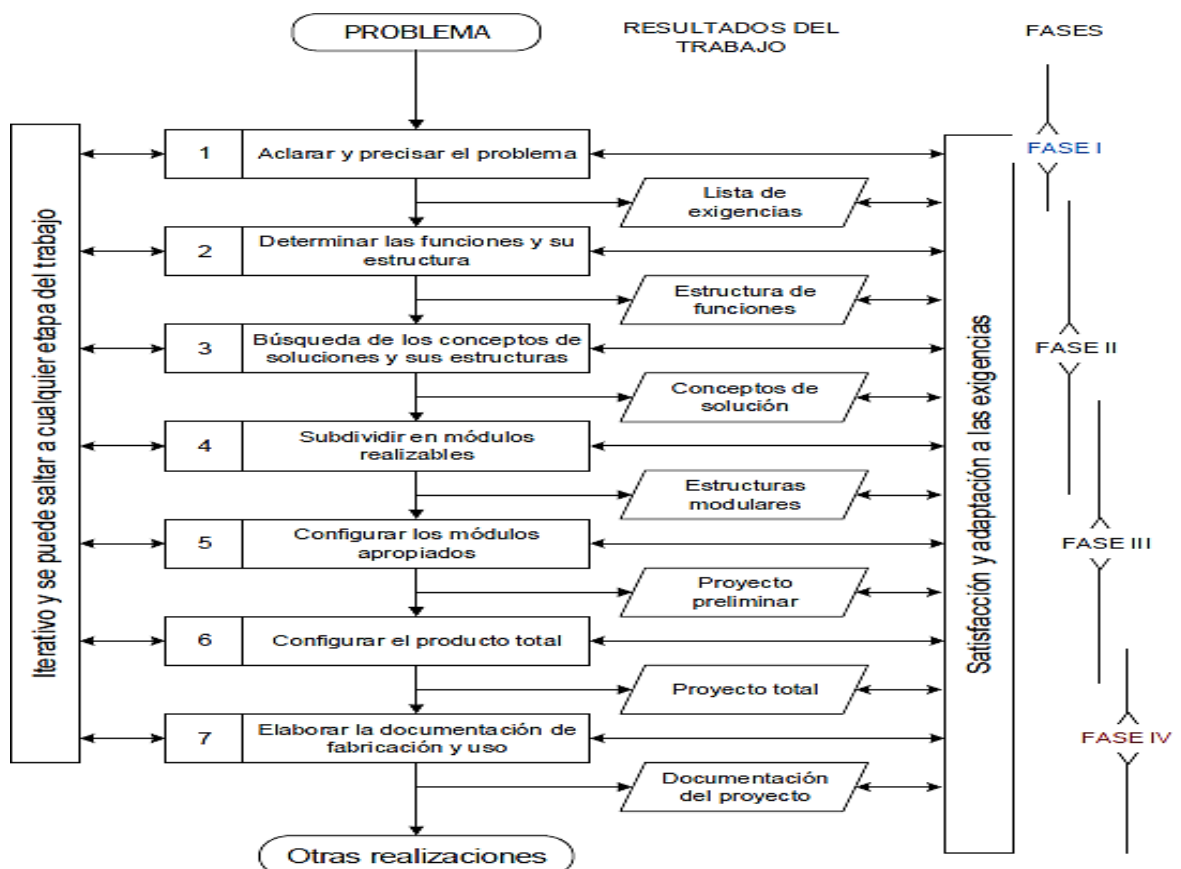 PROBLEMA
RESULTADOS DEL
TRABAJO
FASES
Iterativo y se puede saltar a cualquier etapa del trabajo
1
Aclarar y precisar el problema
Lista de
exigencias
2
Determinar las funciones y su
estructura
Estructura de
funciones
3
Búsqueda de los conceptos de
soluciones y sus estructuras
Conceptos de
solución
4
Subdividir en módulos
realizables
Estructuras
modulares
5
Configurar los módulos
apropiados
Proyecto
preliminar
6
Configurar el producto total
Proyecto total
7
Elaborar la documentación de
fabricación y uso
Documentación
del proyecto
Otras realizaciones
Satisfacción y adaptación a las exigencias
FASE I
FASE II
FASE III
FASE IV